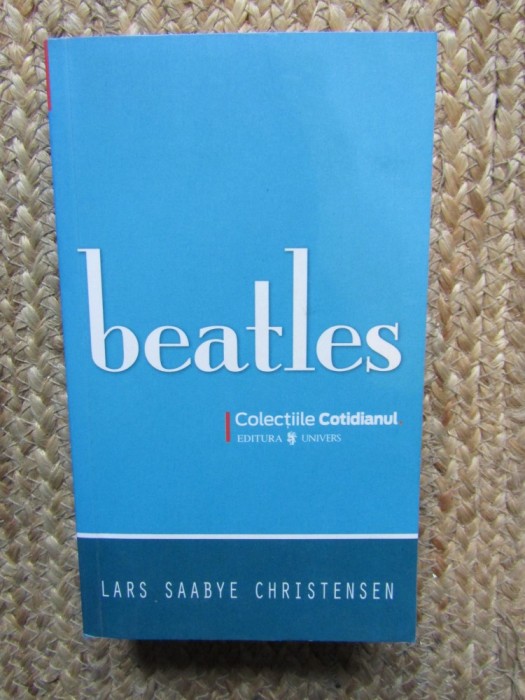 beatles
Colecțiile Cotidianul
EDITURA UNIVERS
LARS SAABYE CHRISTENSEN